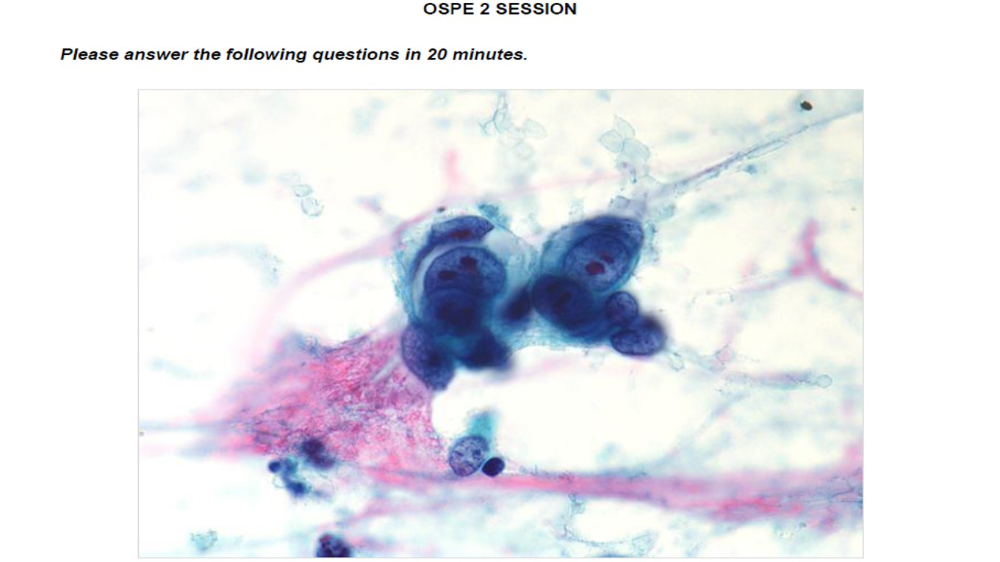 OSPE 2 SESSION
Please answer the following questions in 20 minutes.